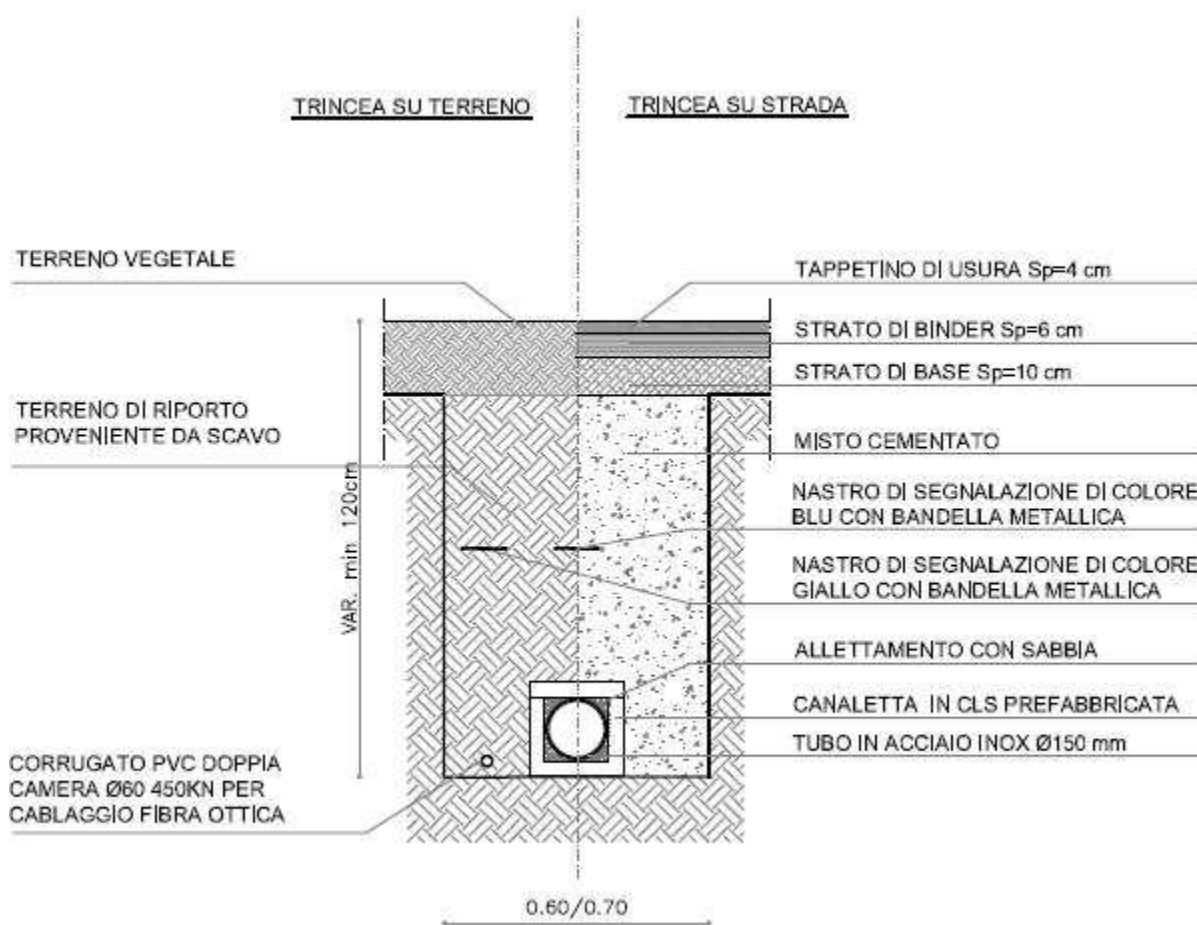 TRINCEA SU TERRENO
TRINCEA SU STRADA
TERRENO VEGETALE
TERRENO DI RIPORTO
PROVENIENTE DA SCAVO
VAR. min 120cm
CORRUGATO PVC DOPPIA
CAMERA Ø60 450KN PER
CABLAGGIO FIBRA OTTICA
TAPPETINO DI USURA Sp=4 cm
STRATO DI BINDER Sp=6 cm
STRATO DI BASE Sp=10 cm
MISTO CEMENTATO
NASTRO DI SEGNALAZIONE DI COLORE
BLU CON BANDELLA METALLICA
NASTRO DI SEGNALAZIONE DI COLORE
GIALLO CON BANDELLA METALLICA
ALLETTAMENTO CON SABBIA
CANALETTA IN CLS PREFABBRICATA
TUBO IN ACCIAIO INOX Ø150 mm
0.60/0.70